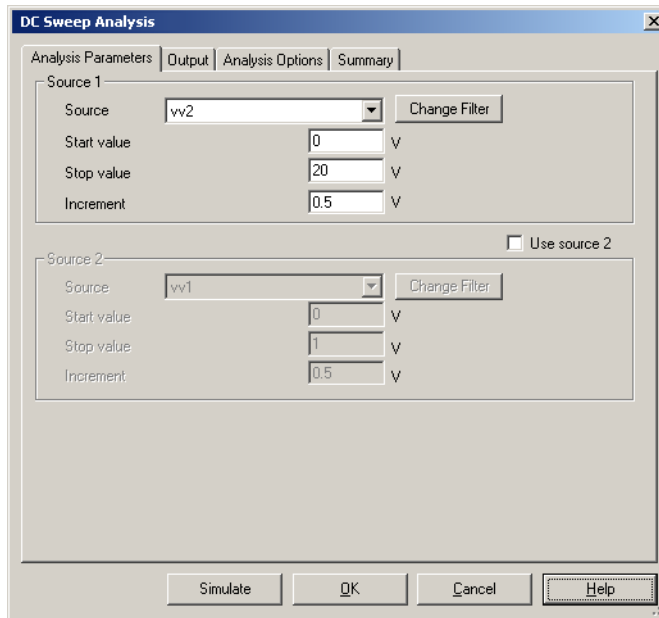 DC Sweep Analysis
Analysis Parameters Output Analysis Options Summary
Source 1
Source vv2 Change Filter
Start value 0 V
Stop value 20 V
Increment 0.5 V
Use source 2
Source 2
Source vv1 Change Filter
Start value 0 V
Stop value 1 V
Increment 0.5 V
Simulate OK Cancel Help